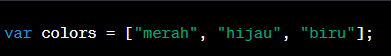 var colors = ["merah", "hijau", "biru"];